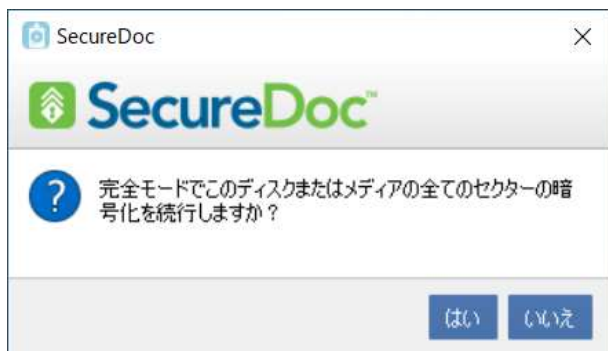 SecureDoc
SecureDoc™
完全モードでこのディスクまたはメディアの全てのセクターの暗
号化を続行しますか？
はい
いいえ